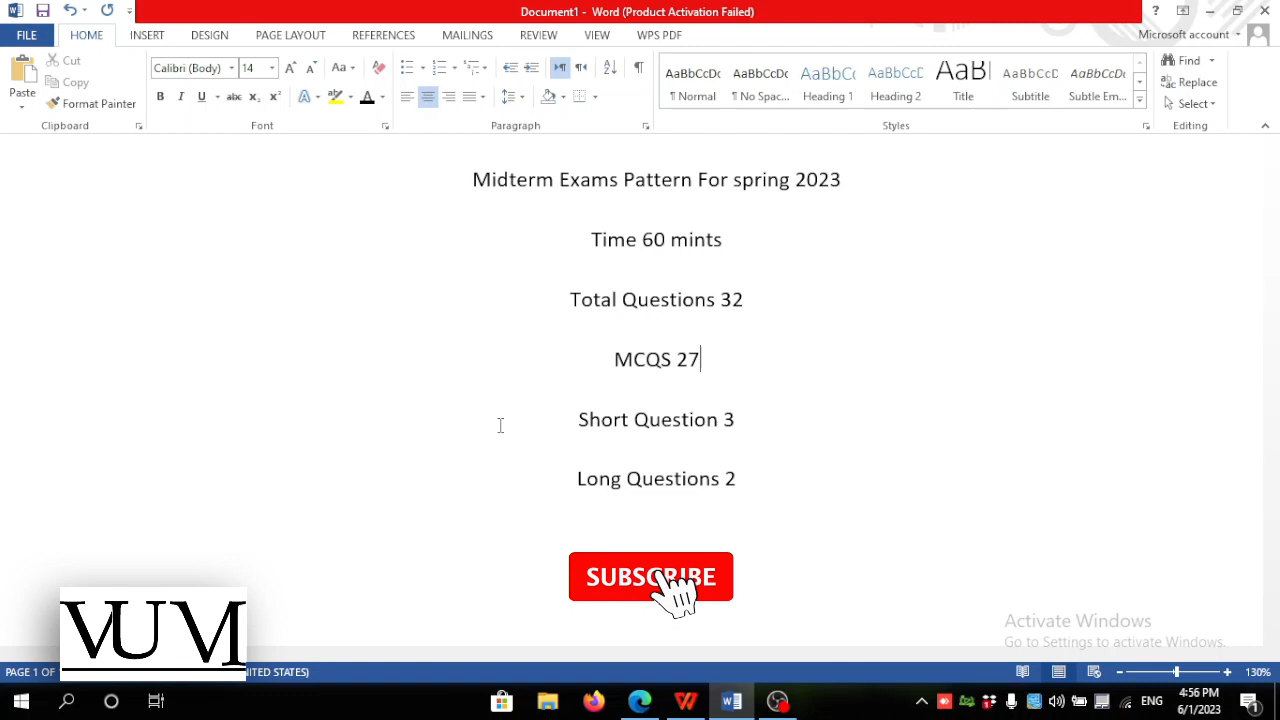 Document1 - Word (Product Activation Failed)
FILE HOME INSERT DESIGN PAGE LAYOUT REFERENCES MAILINGS REVIEW VIEW WPS PDF Microsoft account
Cut
Copy
Format Painter
Paste
Calibri (Body) 14
AaBbCcDc AaBbCcDc AaBbCc AaBbCcD AaB AaBbCcD AaBbCcDc
¶ Normal ¶ No Spac... Heading 1 Heading 2 Title Subtitle Subtle Em...
Find
Replace
Select
Clipboard Font Paragraph Styles Editing
Midterm Exams Pattern For spring 2023
Time 60 mints
Total Questions 32
MCQS 27
Short Question 3
Long Questions 2
SUBSCRIBE
VUM
Activate Windows
Go to Settings to activate Windows.
PAGE 1 OF NITED STATES) 130%
ENG 4:56 PM
6/1/2023